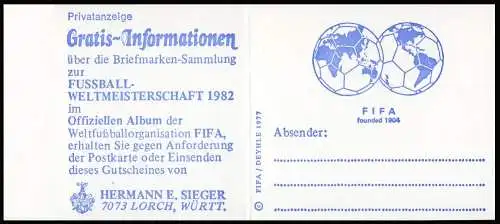 Privatanzeige
Gratis-Informationen
über die Briefmarken-Sammlung
zur
FUSSBALL-
WELTMEISTERSCHAFT 1982
im
Offiziellen Album der
Weltfußballorganisation FIFA,
erhalten Sie gegen Anforderung
der Postkarte oder Einsenden
dieses Gutscheines von
HERMANN E. SIEGER
7073 LORCH, WÜRTT.
© FIFA / DEYHLE 1977
FIFA
founded 1904
Absender: